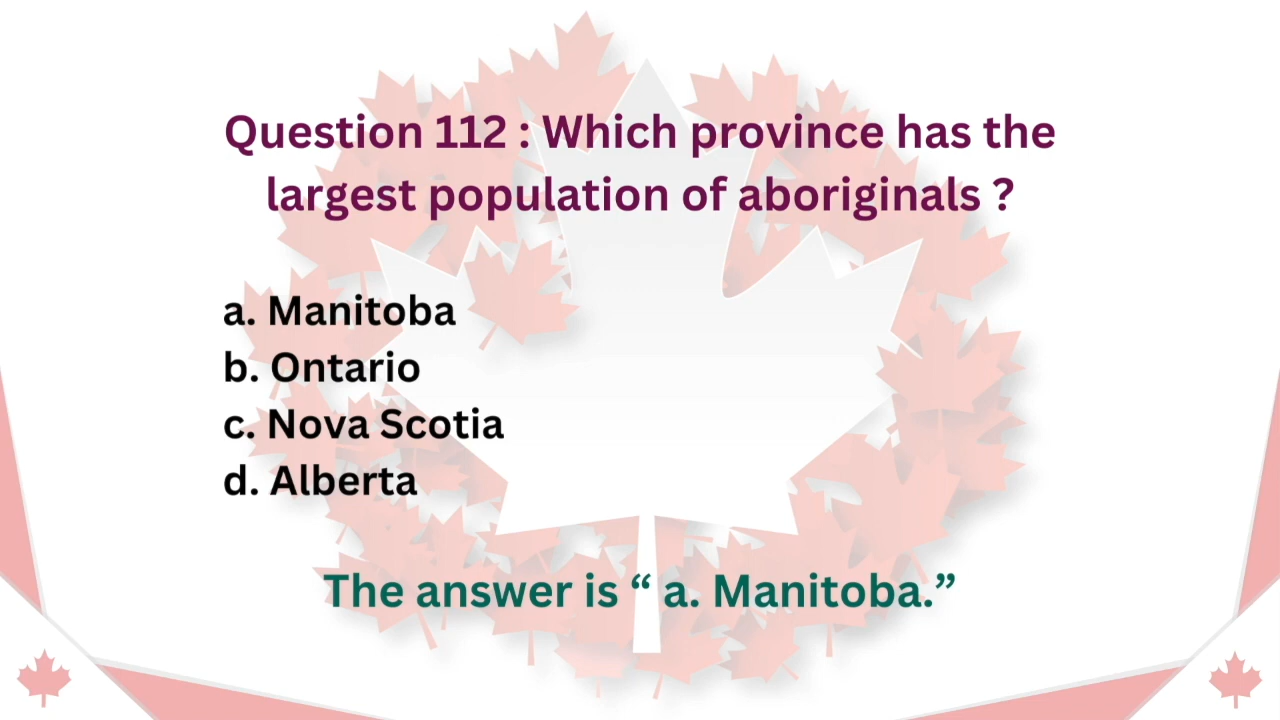 Question 112 : Which province has the
largest population of aboriginals ?
a. Manitoba
b. Ontario
c. Nova Scotia
d. Alberta
The answer is “ a. Manitoba.”